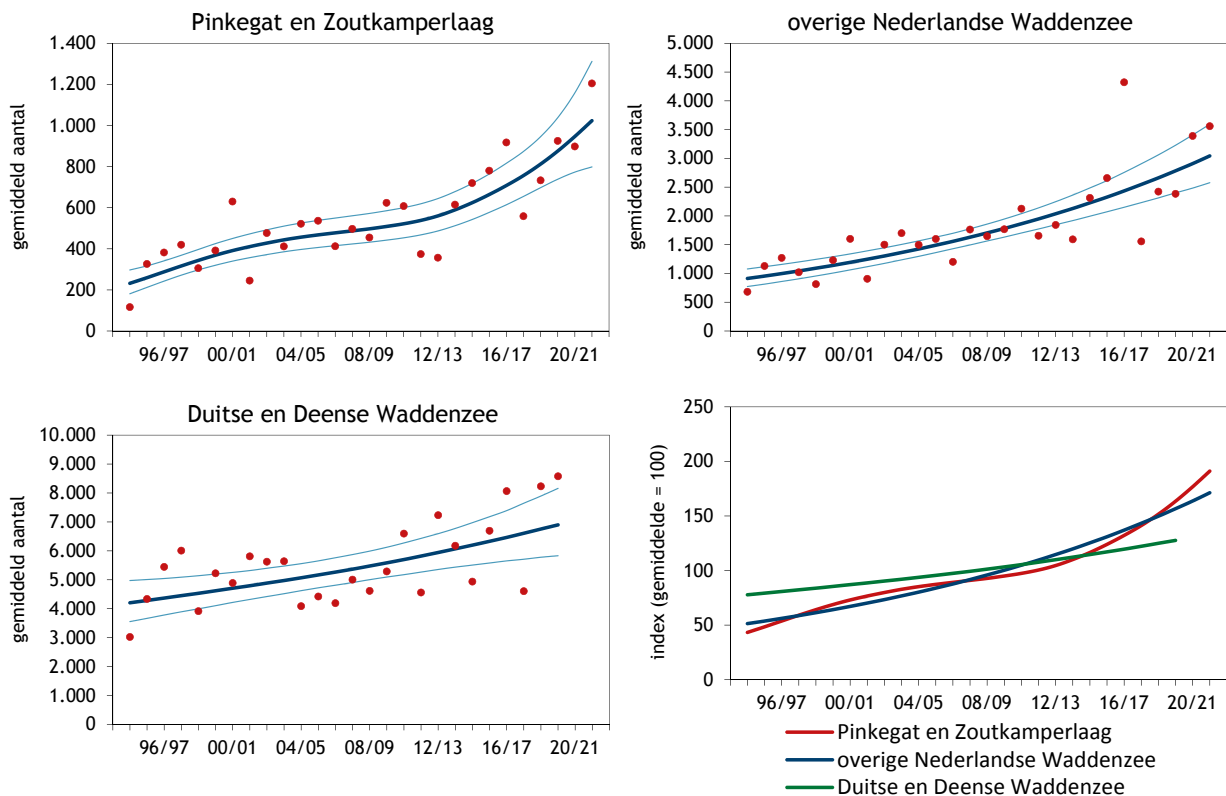 Pinkegat en Zoutkamperlaag
gemiddeld aantal
1.400
1.200
1.000
800
600
400
200
0
96/97 00/01 04/05 08/09 12/13 16/17 20/21
overige Nederlandse Waddenzee
gemiddeld aantal
5.000
4.500
4.000
3.500
3.000
2.500
2.000
1.500
1.000
500
0
96/97 00/01 04/05 08/09 12/13 16/17 20/21
Duitse en Deense Waddenzee
gemiddeld aantal
10.000
9.000
8.000
7.000
6.000
5.000
4.000
3.000
2.000
1.000
0
96/97 00/01 04/05 08/09 12/13 16/17 20/21
index (gemiddelde = 100)
250
200
150
100
50
0
96/97 00/01 04/05 08/09 12/13 16/17 20/21
Pinkegat en Zoutkamperlaag
overige Nederlandse Waddenzee
Duitse en Deense Waddenzee